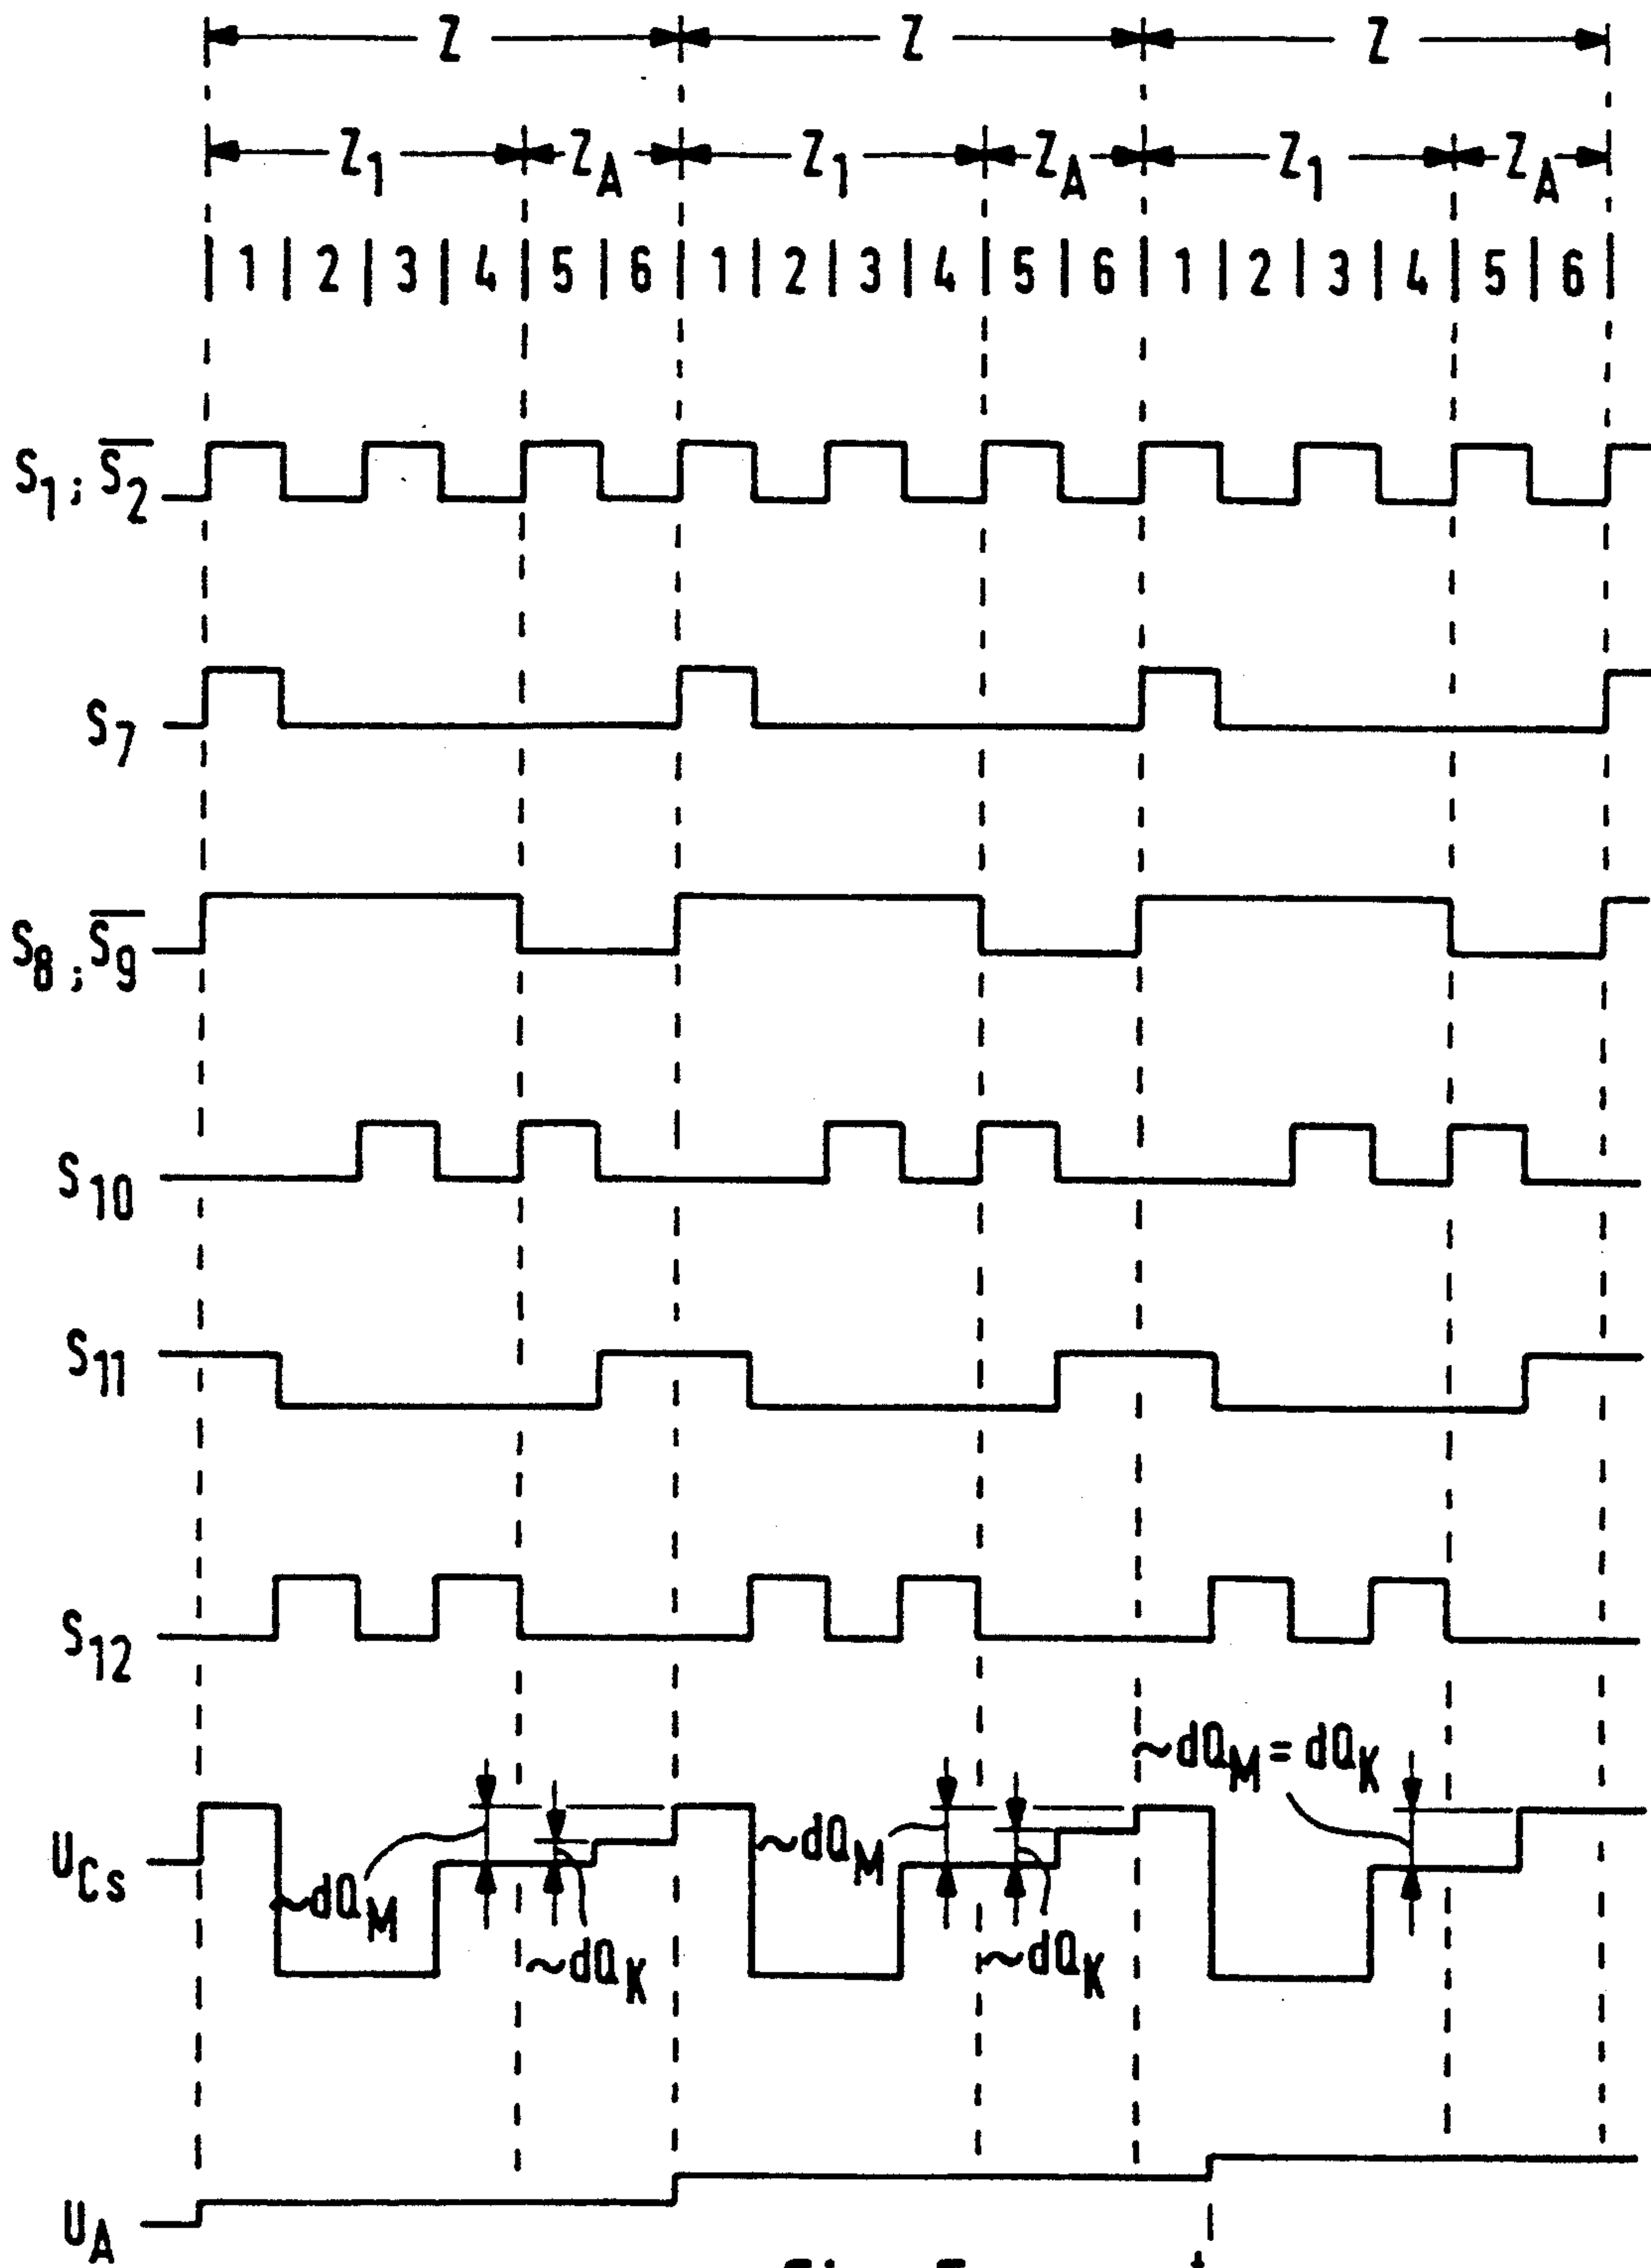 Z Z Z
Z1 ZA Z1 ZA Z1 ZA
1 2 3 4 5 6 1 2 3 4 5 6 1 2 3 4 5 6
S1; S̅2̅
S7
S8; S̅9̅
S10
S11
S12
~dQM = dQK
UCs
~dQM
~dQM
~dQK
~dQK
UA